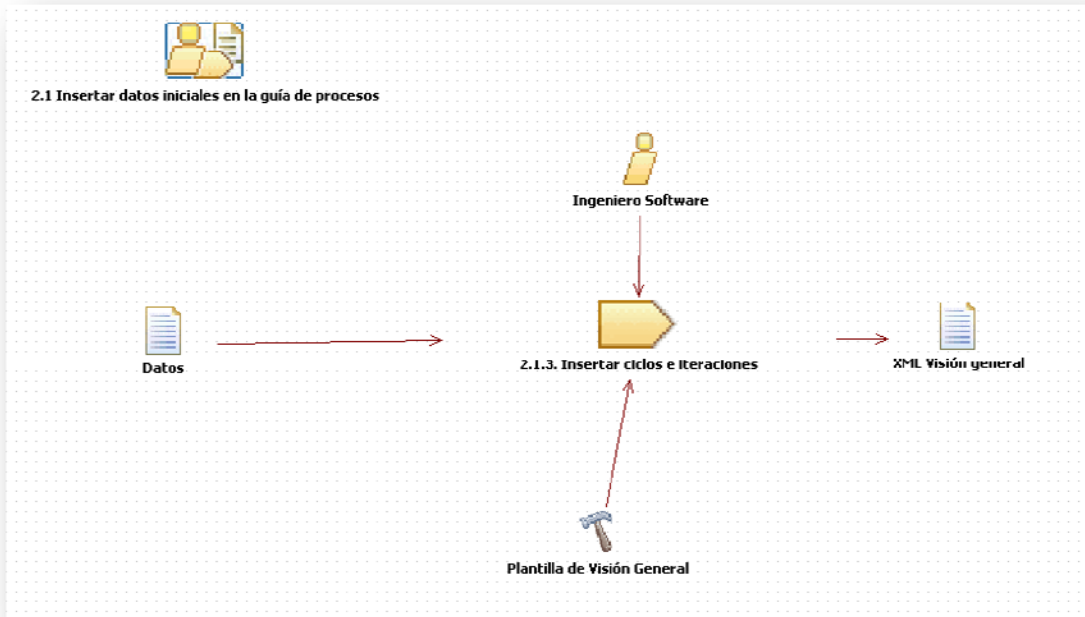 2.1 Insertar datos iniciales en la guía de procesos
Ingeniero Software
Datos
2.1.3. Insertar ciclos e iteraciones
XML Visión general
Plantilla de Visión General